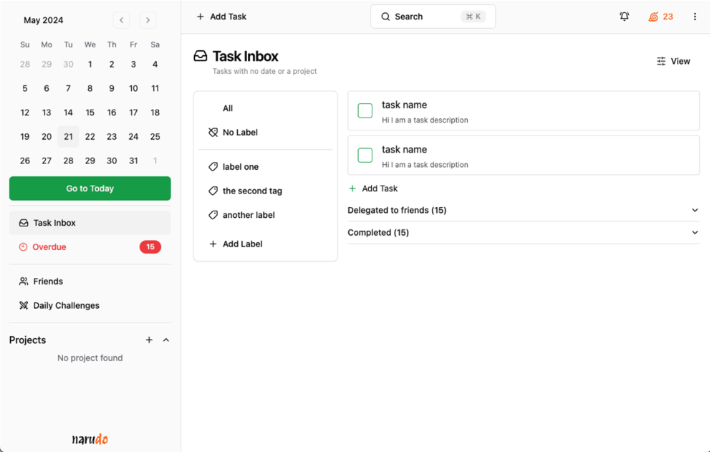 May 2024
Su Mo Tu We Th Fr Sa
28 29 30 1 2 3 4
5 6 7 8 9 10 11
12 13 14 15 16 17 18
19 20 21 22 23 24 25
26 27 28 29 30 31 1
Go to Today
Task Inbox
Overdue 15
Friends
Daily Challenges
Projects
No project found
narudo
Add Task
Search ⌘ K
23
Task Inbox
Tasks with no date or a project
View
All
No Label
label one
the second tag
another label
Add Label
task name
Hi I am a task description
task name
Hi I am a task description
Add Task
Delegated to friends (15)
Completed (15)